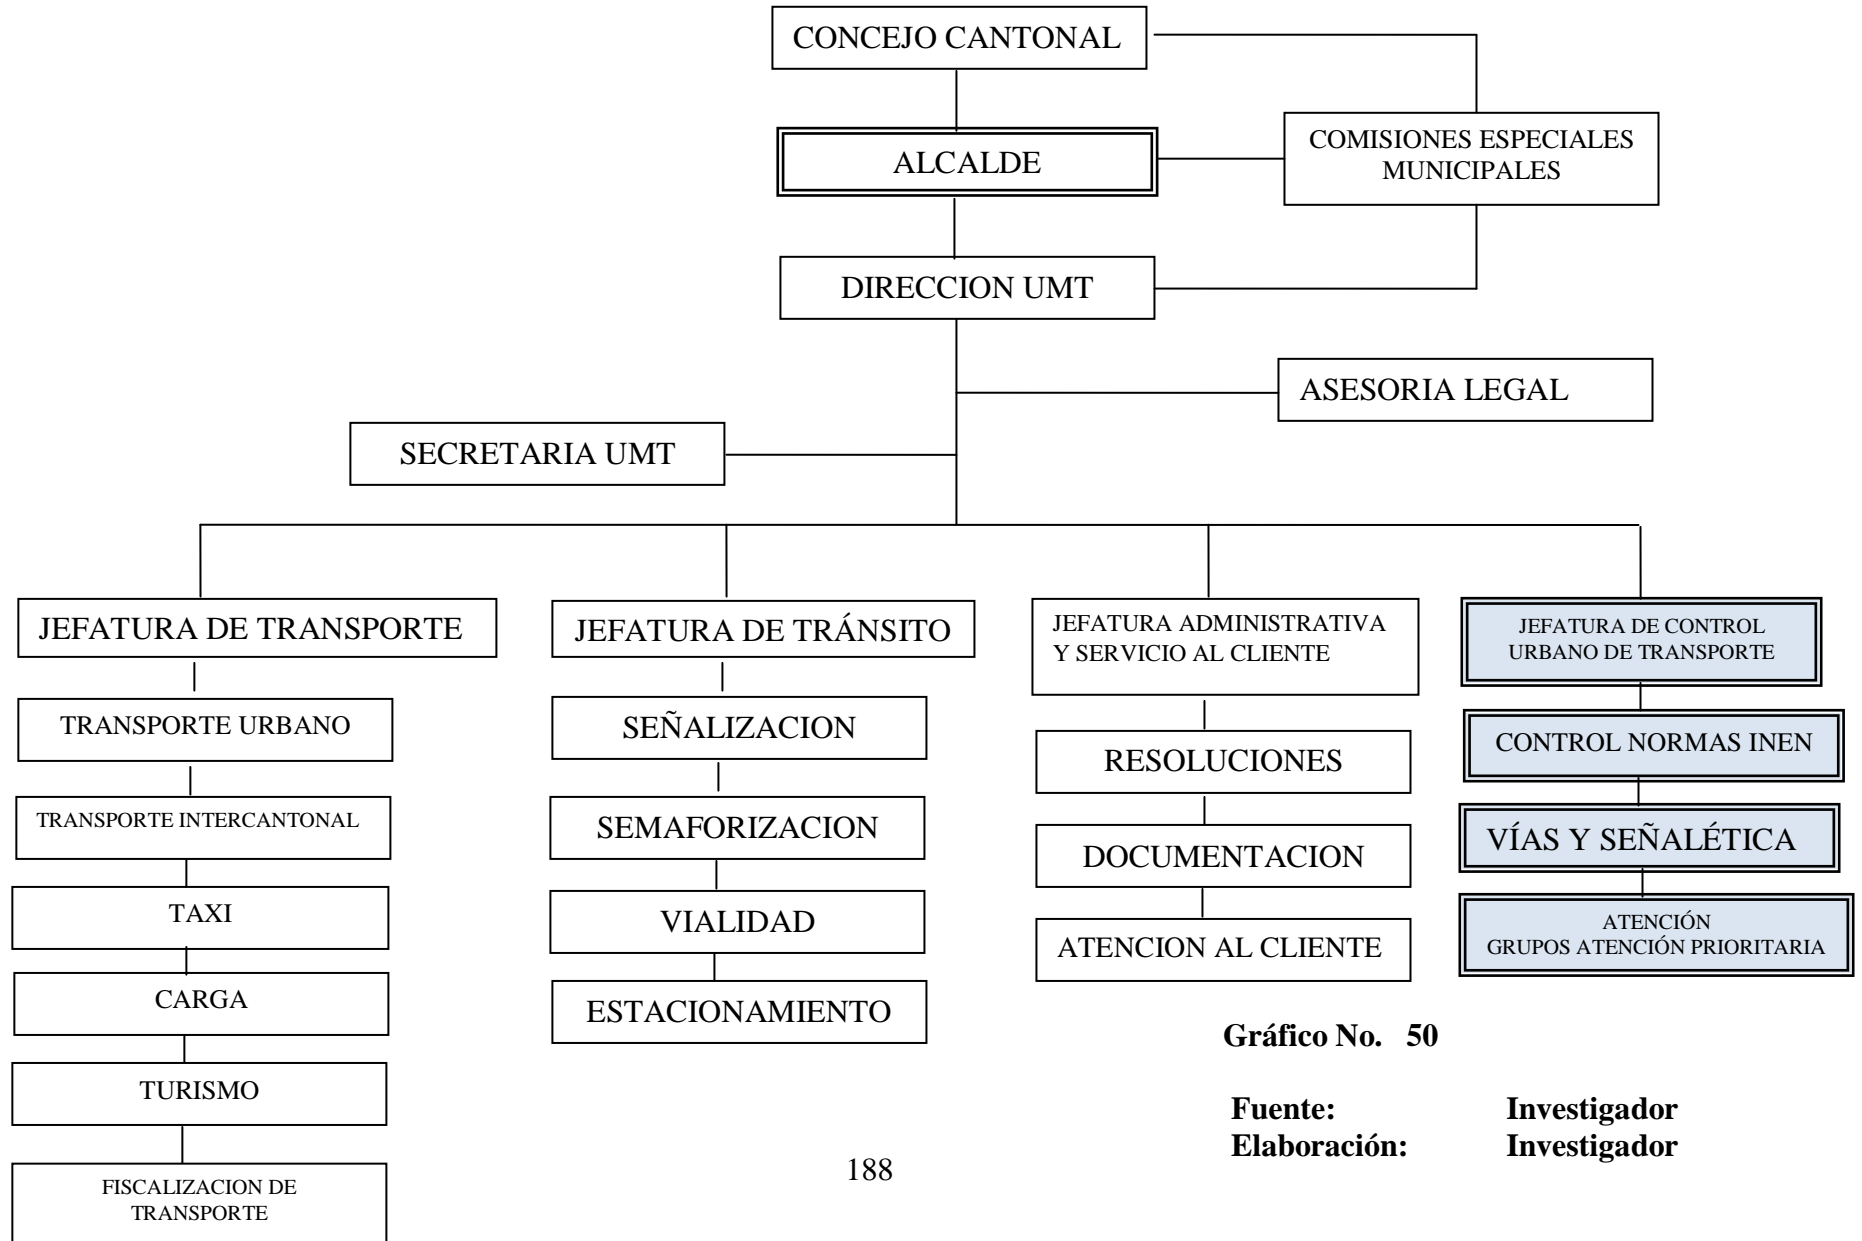 CONCEJO CANTONAL
COMISIONES ESPECIALES
MUNICIPALES
ALCALDE
DIRECCION UMT
ASESORIA LEGAL
SECRETARIA UMT
JEFATURA DE TRANSPORTE
TRANSPORTE URBANO
TRANSPORTE INTERCANTONAL
TAXI
CARGA
TURISMO
FISCALIZACION DE
TRANSPORTE
JEFATURA DE TRÁNSITO
SEÑALIZACION
SEMAFORIZACION
VIALIDAD
ESTACIONAMIENTO
JEFATURA ADMINISTRATIVA
Y SERVICIO AL CLIENTE
RESOLUCIONES
DOCUMENTACION
ATENCION AL CLIENTE
JEFATURA DE CONTROL
URBANO DE TRANSPORTE
CONTROL NORMAS INEN
VÍAS Y SEÑALÉTICA
ATENCIÓN
GRUPOS ATENCIÓN PRIORITARIA
Gráfico No. 50
Fuente: Investigador
Elaboración: Investigador
188